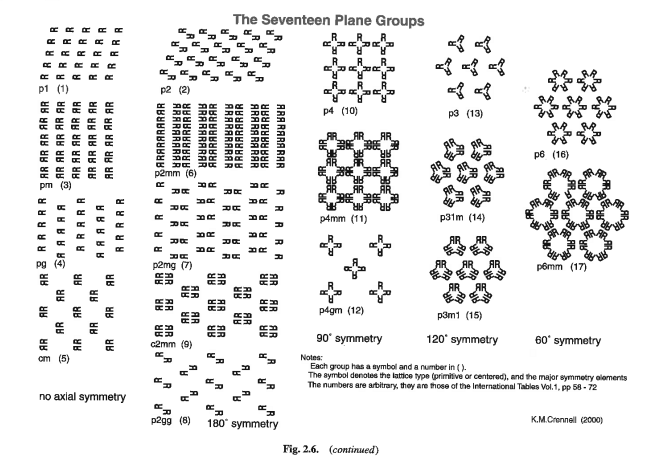 The Seventeen Plane Groups
p1 (1)
p2 (2)
p4 (10)
p3 (13)
p6 (16)
pm (3)
p2mm (6)
p4mm (11)
p31m (14)
p6mm (17)
pg (4)
p2mg (7)
p4gm (12)
p3m1 (15)
cm (5)
c2mm (9)
p2gg (8)
no axial symmetry
180° symmetry
90° symmetry
120° symmetry
60° symmetry
Notes:
Each group has a symbol and a number in ( ).
The symbol denotes the lattice type (primitive or centered), and the major symmetry elements
The numbers are arbitrary, they are those of the International Tables Vol.1, pp 58 - 72
K.M.Crennell (2000)
Fig. 2.6. (continued)